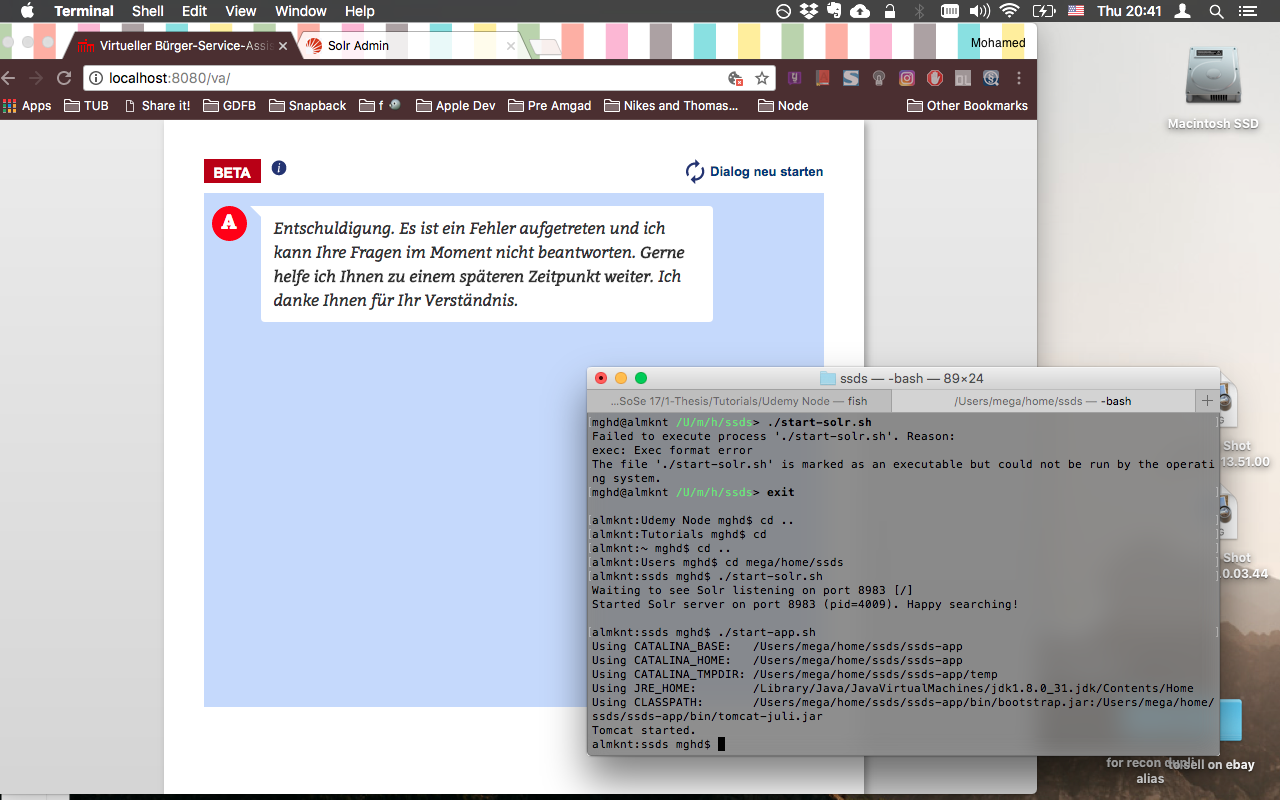 Terminal Shell Edit View Window Help Thu 20:41
Virtueller Bürger-Service-Assis Solr Admin Mohamed
localhost:8080/va/
Apps TUB Share it! GDFB Snapback f Apple Dev Pre Amgad Nikes and Thomas... Node Other Bookmarks
Macintosh SSD
BETA i Dialog neu starten
A
Entschuldigung. Es ist ein Fehler aufgetreten und ich
kann Ihre Fragen im Moment nicht beantworten. Gerne
helfe ich Ihnen zu einem späteren Zeitpunkt weiter. Ich
danke Ihnen für Ihr Verständnis.
ssds — -bash — 89×24
...SoSe 17/1-Thesis/Tutorials/Udemy Node — fish /Users/mega/home/ssds — -bash
[mghd@almknt /U/m/h/ssds> ./start-solr.sh ]
Failed to execute process './start-solr.sh'. Reason:
exec: Exec format error
The file './start-solr.sh' is marked as an executable but could not be run by the operati
ng system.
[mghd@almknt /U/m/h/ssds> exit ]
[almknt:Udemy Node mghd$ cd .. ]
[almknt:Tutorials mghd$ cd ]
[almknt:~ mghd$ cd .. ]
[almknt:Users mghd$ cd mega/home/ssds ]
[almknt:ssds mghd$ ./start-solr.sh ]
Waiting to see Solr listening on port 8983 [/]
Started Solr server on port 8983 (pid=4009). Happy searching!
[almknt:ssds mghd$ ./start-app.sh ]
Using CATALINA_BASE: /Users/mega/home/ssds/ssds-app
Using CATALINA_HOME: /Users/mega/home/ssds/ssds-app
Using CATALINA_TMPDIR: /Users/mega/home/ssds/ssds-app/temp
Using JRE_HOME: /Library/Java/JavaVirtualMachines/jdk1.8.0_31.jdk/Contents/Home
Using CLASSPATH: /Users/mega/home/ssds/ssds-app/bin/bootstrap.jar:/Users/mega/home/
ssds/ssds-app/bin/tomcat-juli.jar
Tomcat started.
almknt:ssds mghd$
Shot
13.51.00
Shot
.0.03.44
for recon dupli
alias
to sell on ebay